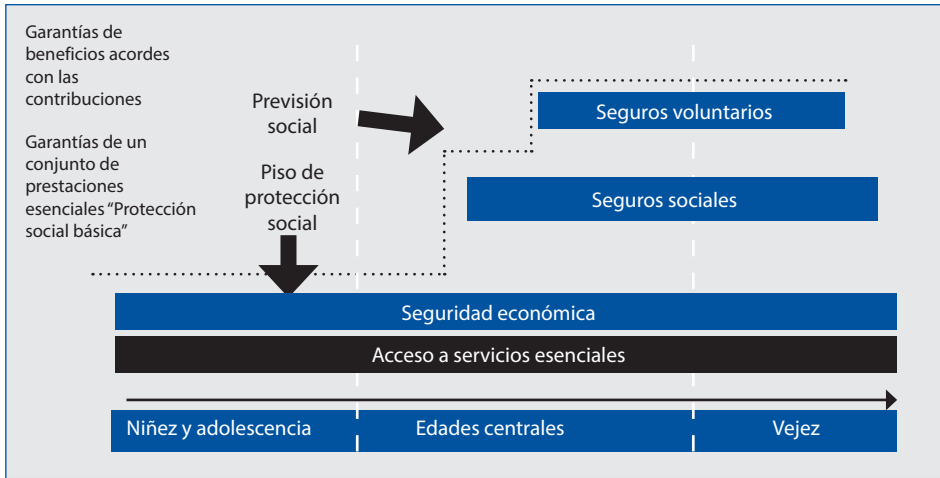 Garantías de
beneficios acordes
con las
contribuciones
Garantías de un
conjunto de
prestaciones
esenciales “Protección
social básica”
Previsión
social
Piso de
protección
social
Seguros voluntarios
Seguros sociales
Seguridad económica
Acceso a servicios esenciales
Niñez y adolescencia
Edades centrales
Vejez